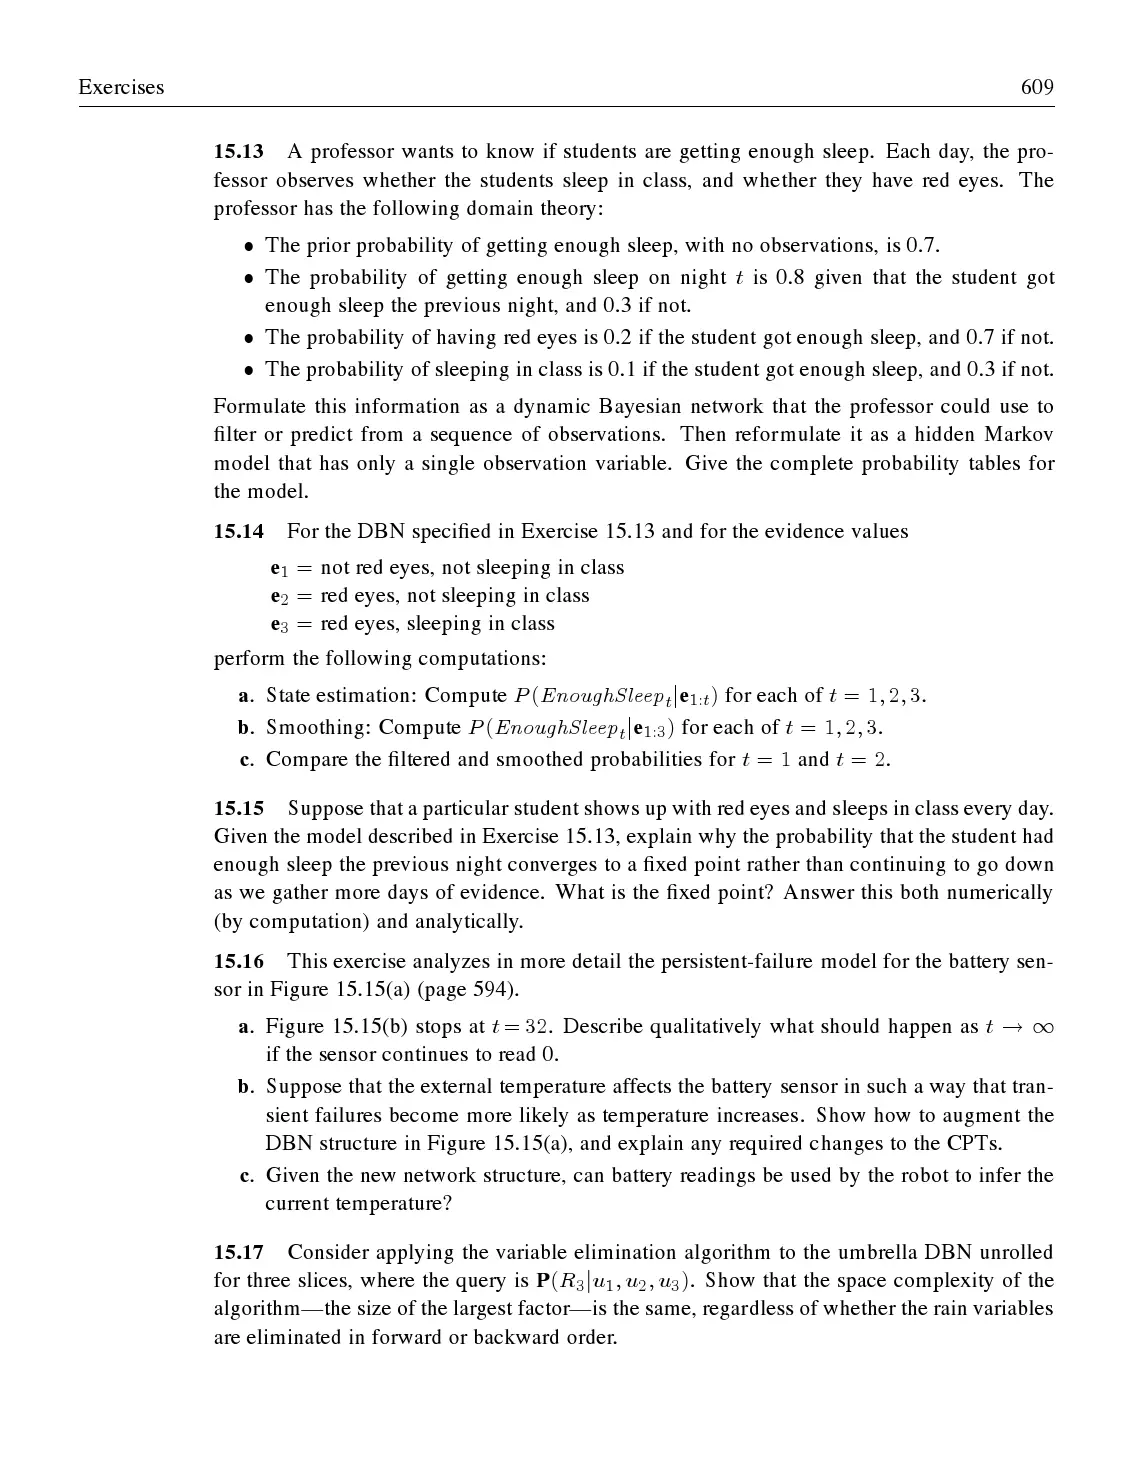 Exercises 609
15.13 A professor wants to know if students are getting enough sleep. Each day, the pro-
fessor observes whether the students sleep in class, and whether they have red eyes. The
professor has the following domain theory:
• The prior probability of getting enough sleep, with no observations, is 0.7.
• The probability of getting enough sleep on night t is 0.8 given that the student got
enough sleep the previous night, and 0.3 if not.
• The probability of having red eyes is 0.2 if the student got enough sleep, and 0.7 if not.
• The probability of sleeping in class is 0.1 if the student got enough sleep, and 0.3 if not.
Formulate this information as a dynamic Bayesian network that the professor could use to
filter or predict from a sequence of observations. Then reformulate it as a hidden Markov
model that has only a single observation variable. Give the complete probability tables for
the model.
15.14 For the DBN specified in Exercise 15.13 and for the evidence values
e₁ = not red eyes, not sleeping in class
e₂ = red eyes, not sleeping in class
e₃ = red eyes, sleeping in class
perform the following computations:
a. State estimation: Compute P(EnoughSleepₜ|e₁:ₜ) for each of t = 1, 2, 3.
b. Smoothing: Compute P(EnoughSleepₜ|e₁:₃) for each of t = 1, 2, 3.
c. Compare the filtered and smoothed probabilities for t = 1 and t = 2.
15.15 Suppose that a particular student shows up with red eyes and sleeps in class every day.
Given the model described in Exercise 15.13, explain why the probability that the student had
enough sleep the previous night converges to a fixed point rather than continuing to go down
as we gather more days of evidence. What is the fixed point? Answer this both numerically
(by computation) and analytically.
15.16 This exercise analyzes in more detail the persistent-failure model for the battery sen-
sor in Figure 15.15(a) (page 594).
a. Figure 15.15(b) stops at t = 32. Describe qualitatively what should happen as t → ∞
if the sensor continues to read 0.
b. Suppose that the external temperature affects the battery sensor in such a way that tran-
sient failures become more likely as temperature increases. Show how to augment the
DBN structure in Figure 15.15(a), and explain any required changes to the CPTs.
c. Given the new network structure, can battery readings be used by the robot to infer the
current temperature?
15.17 Consider applying the variable elimination algorithm to the umbrella DBN unrolled
for three slices, where the query is P(R₃|u₁, u₂, u₃). Show that the space complexity of the
algorithm—the size of the largest factor—is the same, regardless of whether the rain variables
are eliminated in forward or backward order.